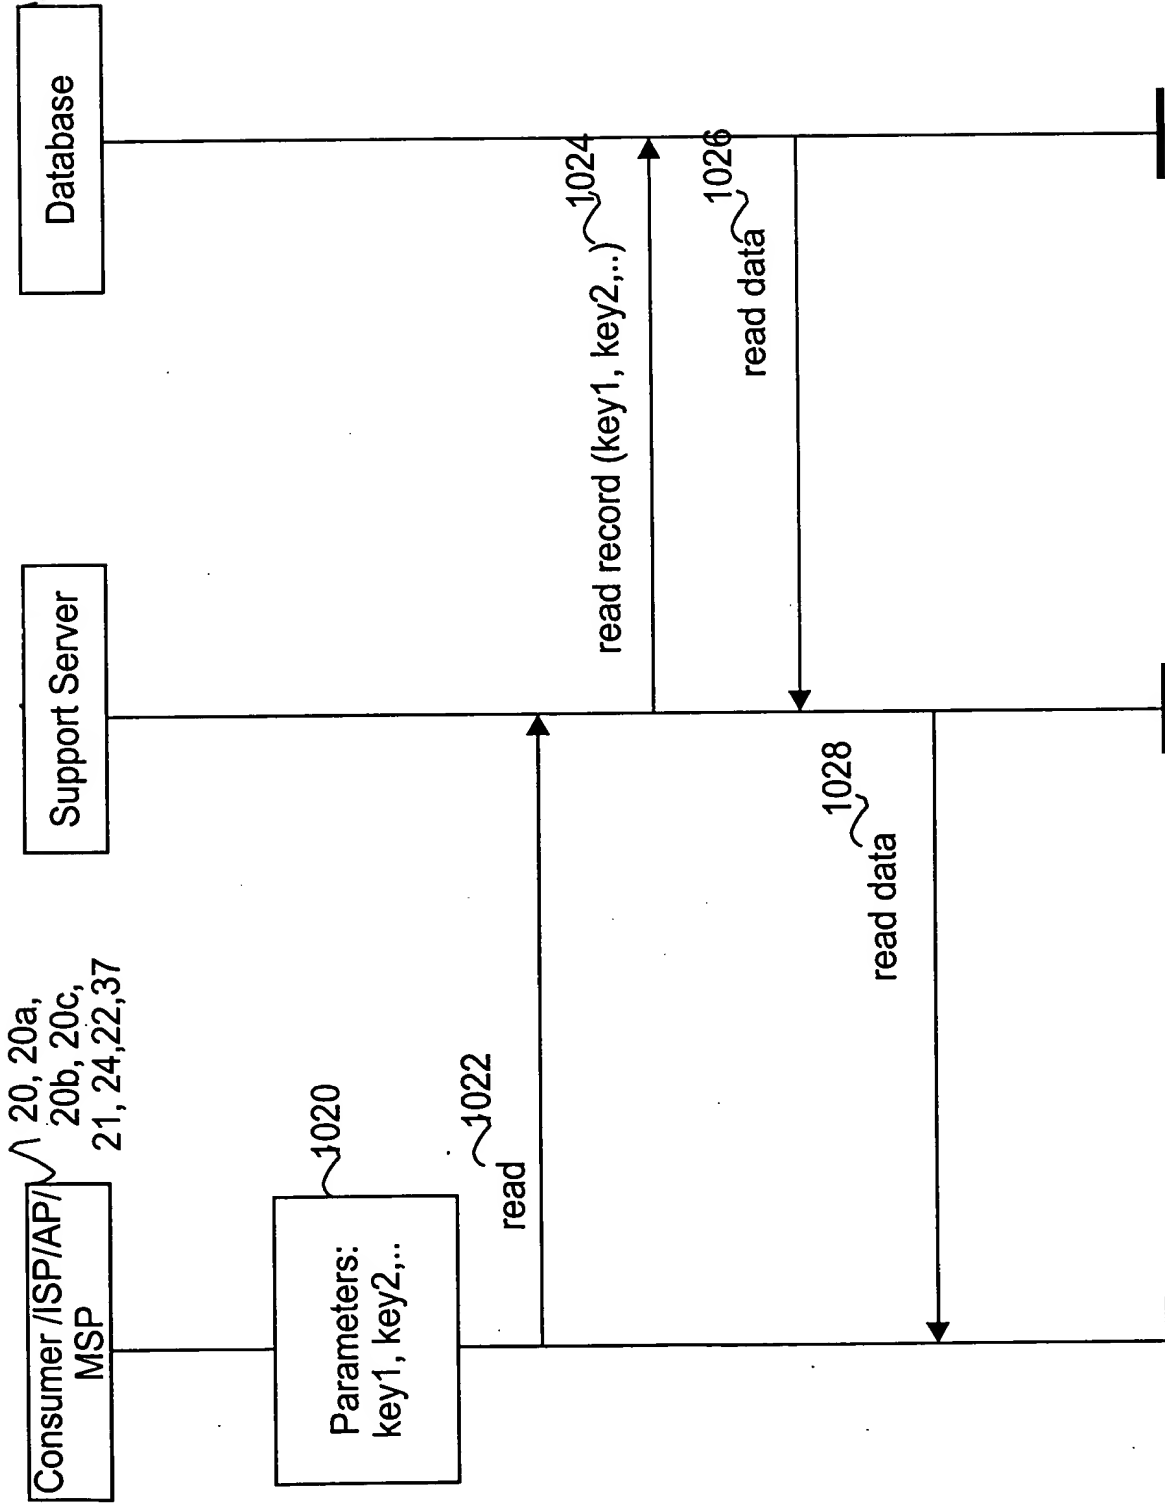 Consumer /ISP/AP/
MSP
20, 20a,
20b, 20c,
21, 24,22,37
Support Server
Database
Parameters:
key1, key2,..
1020
read
1022
read record (key1, key2,..)
1024
read data
1026
read data
1028